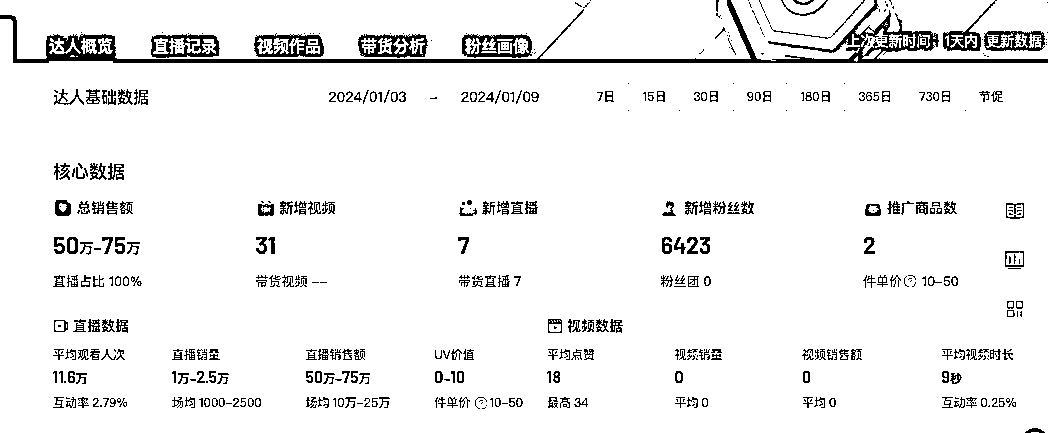 达人概览 直播记录 视频作品 带货分析 粉丝画像 上次更新时间：1天内 更新数据
达人基础数据 2024/01/03 – 2024/01/09 7日 15日 30日 90日 180日 365日 730日 节促
核心数据
总销售额 新增视频 新增直播 新增粉丝数 推广商品数
50万-75万 31 7 6423 2
直播占比 100% 带货视频 -- 带货直播 7 粉丝团 0 件单价 10-50
直播数据 视频数据
平均观看人次 直播销量 直播销售额 UV价值 平均点赞 视频销量 视频销售额 平均视频时长
11.6万 1万-2.5万 50万-75万 0-10 18 0 0 9秒
互动率 2.79% 场均 1000-2500 场均 10万-25万 件单价 10-50 最高 34 平均 0 平均 0 互动率 0.25%